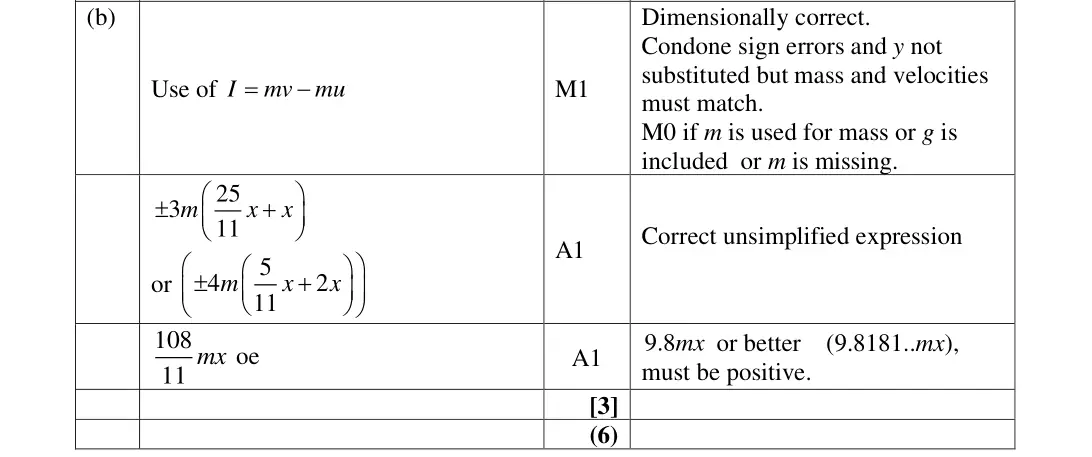 (b)
Use of I = mv − mu
M1
Dimensionally correct.
Condone sign errors and y not
substituted but mass and velocities
must match.
M0 if m is used for mass or g is
included or m is missing.
±3m(25/11 x + x)
or (±4m(5/11 x + 2x))
A1
Correct unsimplified expression
108/11 mx oe
A1
9.8mx or better (9.8181..mx),
must be positive.
[3]
(6)